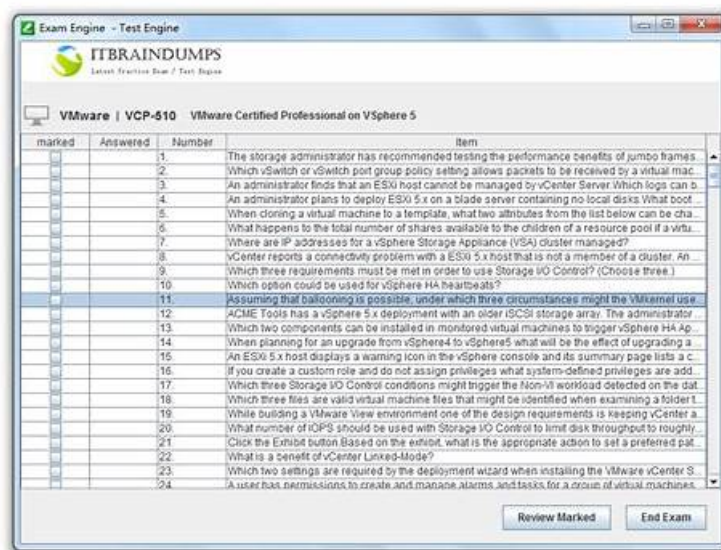 Exam Engine - Test Engine
ITBRAINDUMPS
Latest Practice Exam / Test Engine
VMware | VCP-510 VMware Certified Professional on VSphere 5
marked Answered Number Item
1. The storage administrator has recommended testing the performance benefits of jumbo frames...
2. Which vSwitch or vSwitch port group policy setting allows packets to be received by a virtual mac...
3. An administrator finds that an ESXi host cannot be managed by vCenter Server.Which logs can b...
4. An administrator plans to deploy ESXi 5.x on a blade server containing no local disks.What boot ...
5. When cloning a virtual machine to a template, what two attributes from the list below can be cha...
6. What happens to the total number of shares available to the children of a resource pool if a virtu...
7. Where are IP addresses for a vSphere Storage Appliance (VSA) cluster managed?
8. vCenter reports a connectivity problem with a ESXi 5.x host that is not a member of a cluster. An ...
9. Which three requirements must be met in order to use Storage I/O Control? (Choose three.)
10. Which option could be used for vSphere HA heartbeats?
11. Assuming that ballooning is possible, under which three circumstances might the VMkernel use...
12. ACME Tools has a vSphere 5.x deployment with an older iSCSI storage array. The administrator ...
13. Which two components can be installed in monitored virtual machines to trigger vSphere HA Ap...
14. When planning for an upgrade from vSphere4 to vSphere5 what will be the effect of upgrading a...
15. An ESXi 5.x host displays a warning icon in the vSphere console and its summary page lists a c...
16. If you create a custom role and do not assign privileges what system-defined privileges are add...
17. Which three Storage I/O Control conditions might trigger the Non-VI workload detected on the dat...
18. Which three files are valid virtual machine files that might be identified when examining a folder t...
19. While building a VMware View environment one of the design requirements is keeping vCenter a...
20. What number of IOPS should be used with Storage I/O Control to limit disk throughput to roughly...
21. Click the Exhibit button.Based on the exhibit, what is the appropriate action to set a preferred pat...
22. What is a benefit of vCenter Linked-Mode?
23. Which two settings are required by the deployment wizard when installing the VMware vCenter S...
24. A user has permissions to create and manage alarms and tasks for a group of virtual machines...
Review Marked End Exam